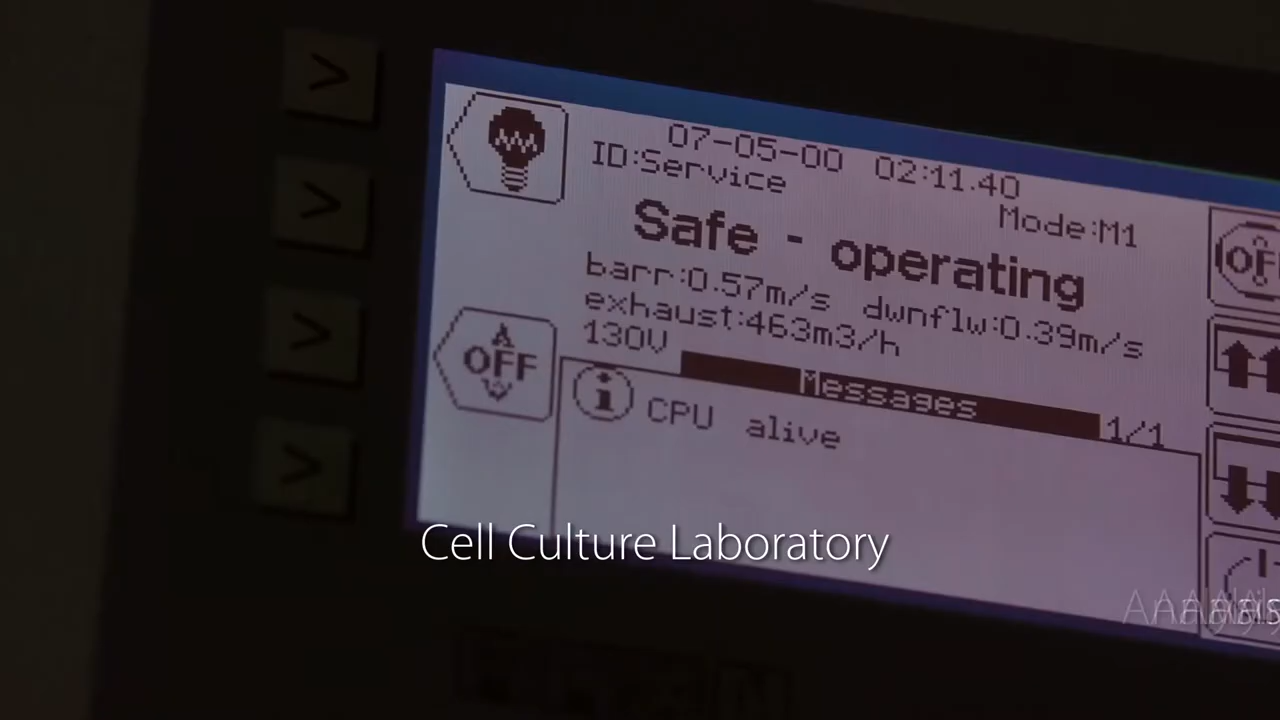 07-05-00 02:11.40
ID:Service
Mode:M1
Safe - operating
barr:0.57m/s dwnflw:0.39m/s
exhaust:463m3/h
130V
Messages 1/1
CPU alive
A
OFF
OFF
Cell Culture Laboratory